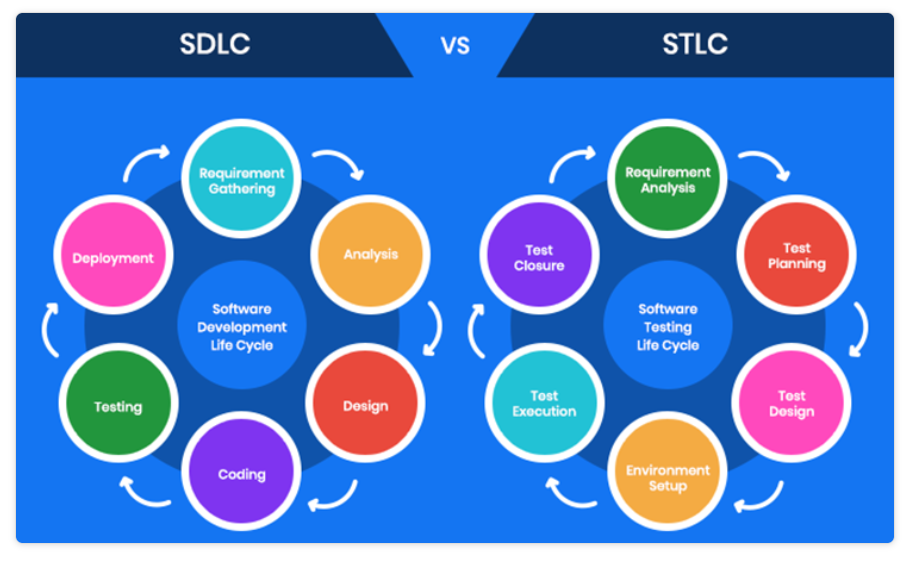 SDLC
VS
STLC
Requirement
Gathering
Analysis
Design
Coding
Testing
Deployment
Software
Development
Life Cycle
Requirement
Analysis
Test
Planning
Test
Design
Environment
Setup
Test
Execution
Test
Closure
Software
Testing
Life Cycle